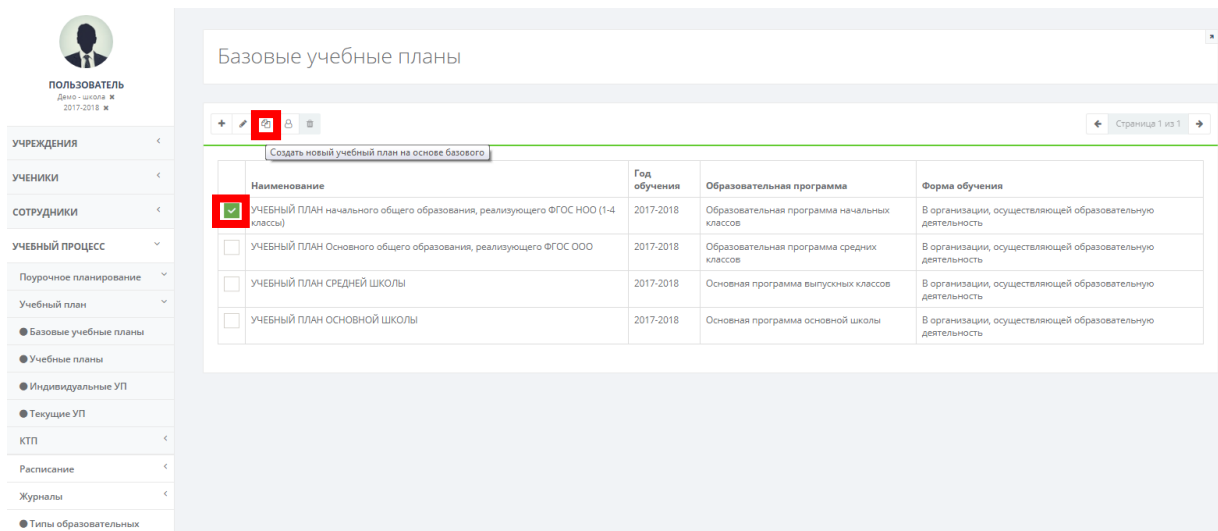 ПОЛЬЗОВАТЕЛЬ
Демо - школа ✖
2017-2018 ✖
УЧРЕЖДЕНИЯ
УЧЕНИКИ
СОТРУДНИКИ
УЧЕБНЫЙ ПРОЦЕСС
Поурочное планирование
Учебный план
Базовые учебные планы
Учебные планы
Индивидуальные УП
Текущие УП
КТП
Расписание
Журналы
Типы образовательных
Базовые учебные планы
Страница 1 из 1
Создать новый учебный план на основе базового
Наименование
Год
обучения
Образовательная программа
Форма обучения
УЧЕБНЫЙ ПЛАН начального общего образования, реализующего ФГОС НОО (1-4
классы)
2017-2018
Образовательная программа начальных
классов
В организации, осуществляющей образовательную
деятельность
УЧЕБНЫЙ ПЛАН Основного общего образования, реализующего ФГОС ООО
2017-2018
Образовательная программа средних
классов
В организации, осуществляющей образовательную
деятельность
УЧЕБНЫЙ ПЛАН СРЕДНЕЙ ШКОЛЫ
2017-2018
Основная программа выпускных классов
В организации, осуществляющей образовательную
деятельность
УЧЕБНЫЙ ПЛАН ОСНОВНОЙ ШКОЛЫ
2017-2018
Основная программа основной школы
В организации, осуществляющей образовательную
деятельность